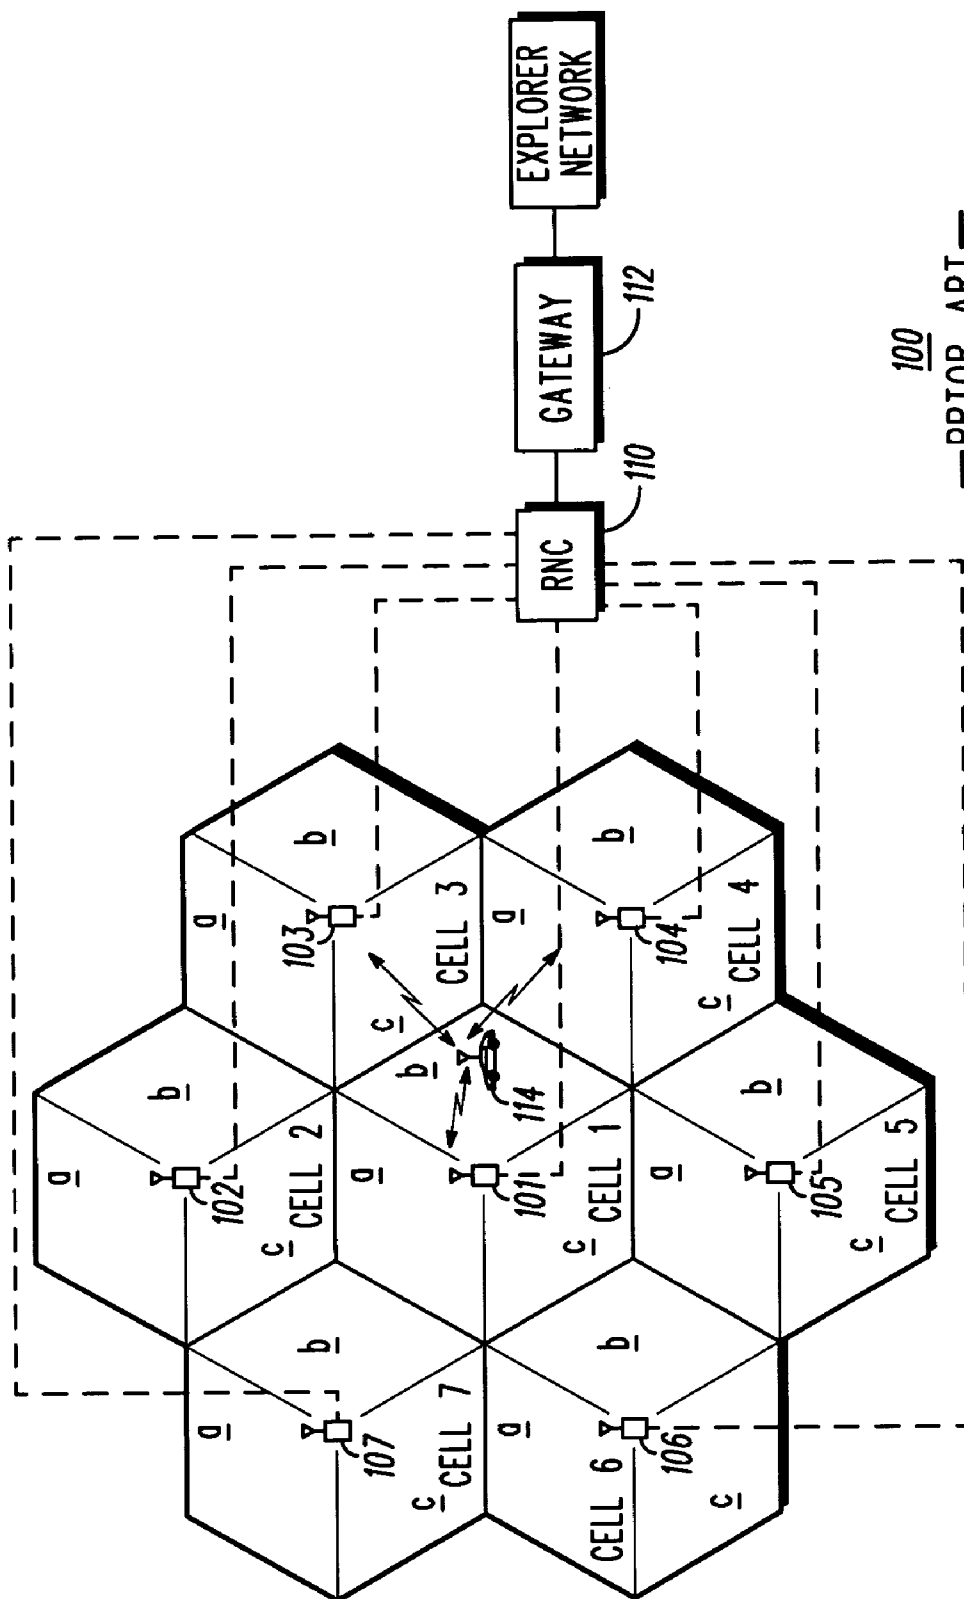 a
b
102
c
CELL 2
a
b
107
c
CELL 7
a
b
103
c
CELL 3
a
b
101
c
CELL 1
114
a
b
CELL 6
106
c
a
b
104
c
CELL 4
a
b
105
c
CELL 5
RNC
110
GATEWAY
112
EXPLORER
NETWORK
100
PRIOR ART